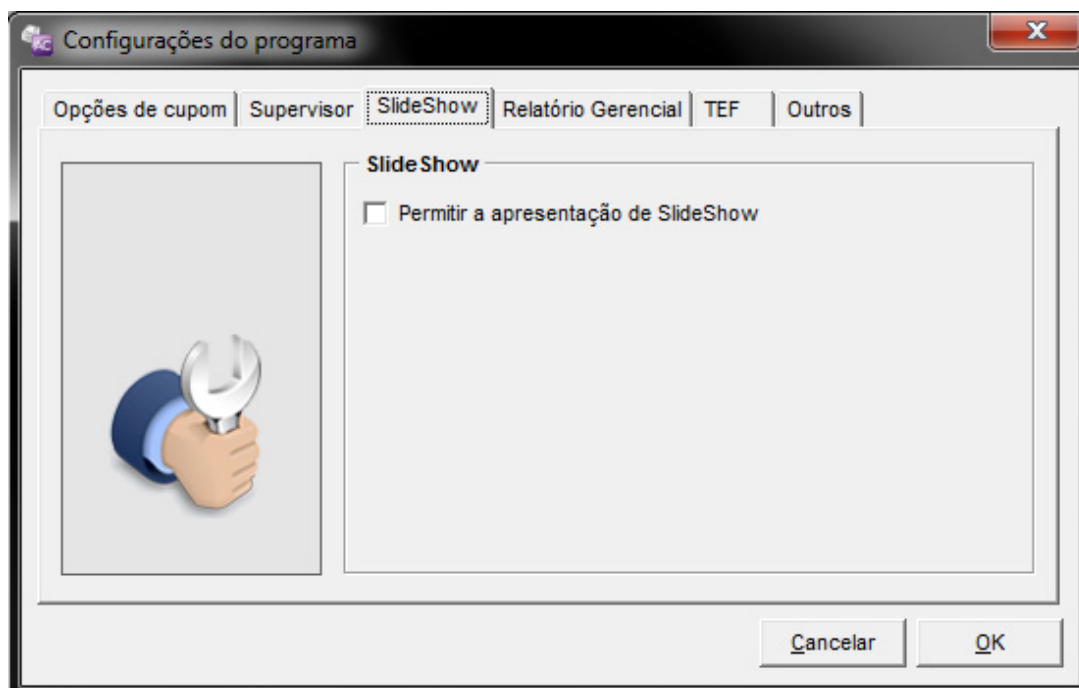 Configurações do programa
Opções de cupom Supervisor SlideShow Relatório Gerencial TEF Outros
SlideShow
Permitir a apresentação de SlideShow
Cancelar OK